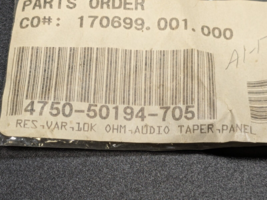 PARTS ORDER
CO#: 170699.001.000
4750-50194-705
RES,VAR,10K OHM,AUDIO TAPER,PANEL